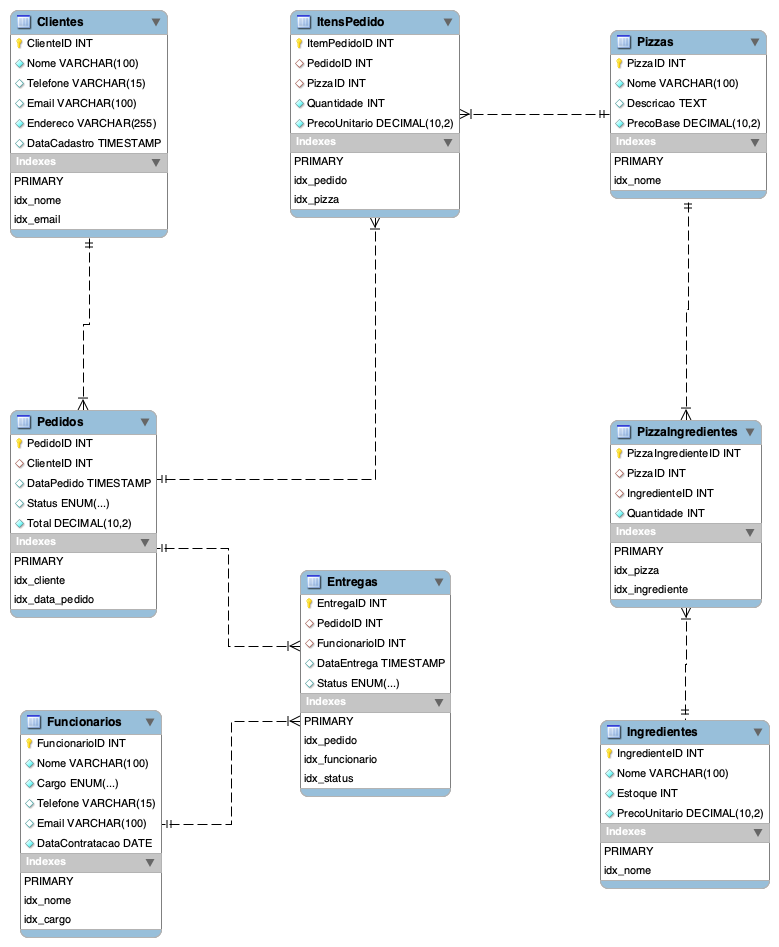 Clientes
ClienteID INT
Nome VARCHAR(100)
Telefone VARCHAR(15)
Email VARCHAR(100)
Endereco VARCHAR(255)
DataCadastro TIMESTAMP
Indexes
PRIMARY
idx_nome
idx_email
ItensPedido
ItemPedidoID INT
PedidoID INT
PizzaID INT
Quantidade INT
PrecoUnitario DECIMAL(10,2)
Indexes
PRIMARY
idx_pedido
idx_pizza
Pizzas
PizzaID INT
Nome VARCHAR(100)
Descricao TEXT
PrecoBase DECIMAL(10,2)
Indexes
PRIMARY
idx_nome
Pedidos
PedidoID INT
ClienteID INT
DataPedido TIMESTAMP
Status ENUM(...)
Total DECIMAL(10,2)
Indexes
PRIMARY
idx_cliente
idx_data_pedido
PizzaIngredientes
PizzaIngredienteID INT
PizzaID INT
IngredienteID INT
Quantidade INT
Indexes
PRIMARY
idx_pizza
idx_ingrediente
Entregas
EntregaID INT
PedidoID INT
FuncionarioID INT
DataEntrega TIMESTAMP
Status ENUM(...)
Indexes
PRIMARY
idx_pedido
idx_funcionario
idx_status
Funcionarios
FuncionarioID INT
Nome VARCHAR(100)
Cargo ENUM(...)
Telefone VARCHAR(15)
Email VARCHAR(100)
DataContratacao DATE
Indexes
PRIMARY
idx_nome
idx_cargo
Ingredientes
IngredienteID INT
Nome VARCHAR(100)
Estoque INT
PrecoUnitario DECIMAL(10,2)
Indexes
PRIMARY
idx_nome